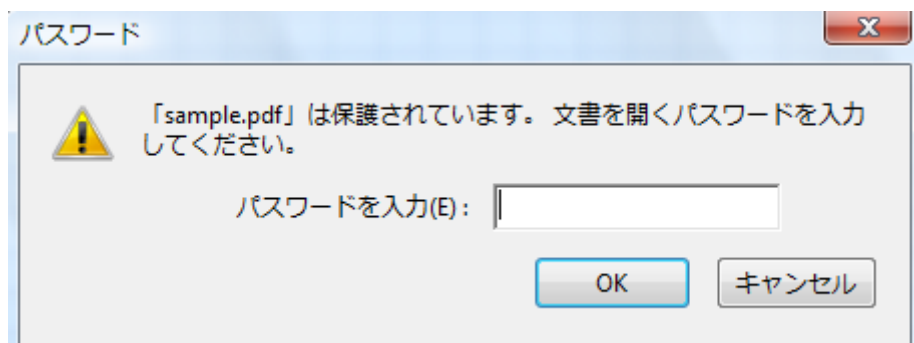 パスワード
「sample.pdf」は保護されています。 文書を開くパスワードを入力
してください。
パスワードを入力(E)：
OK
キャンセル